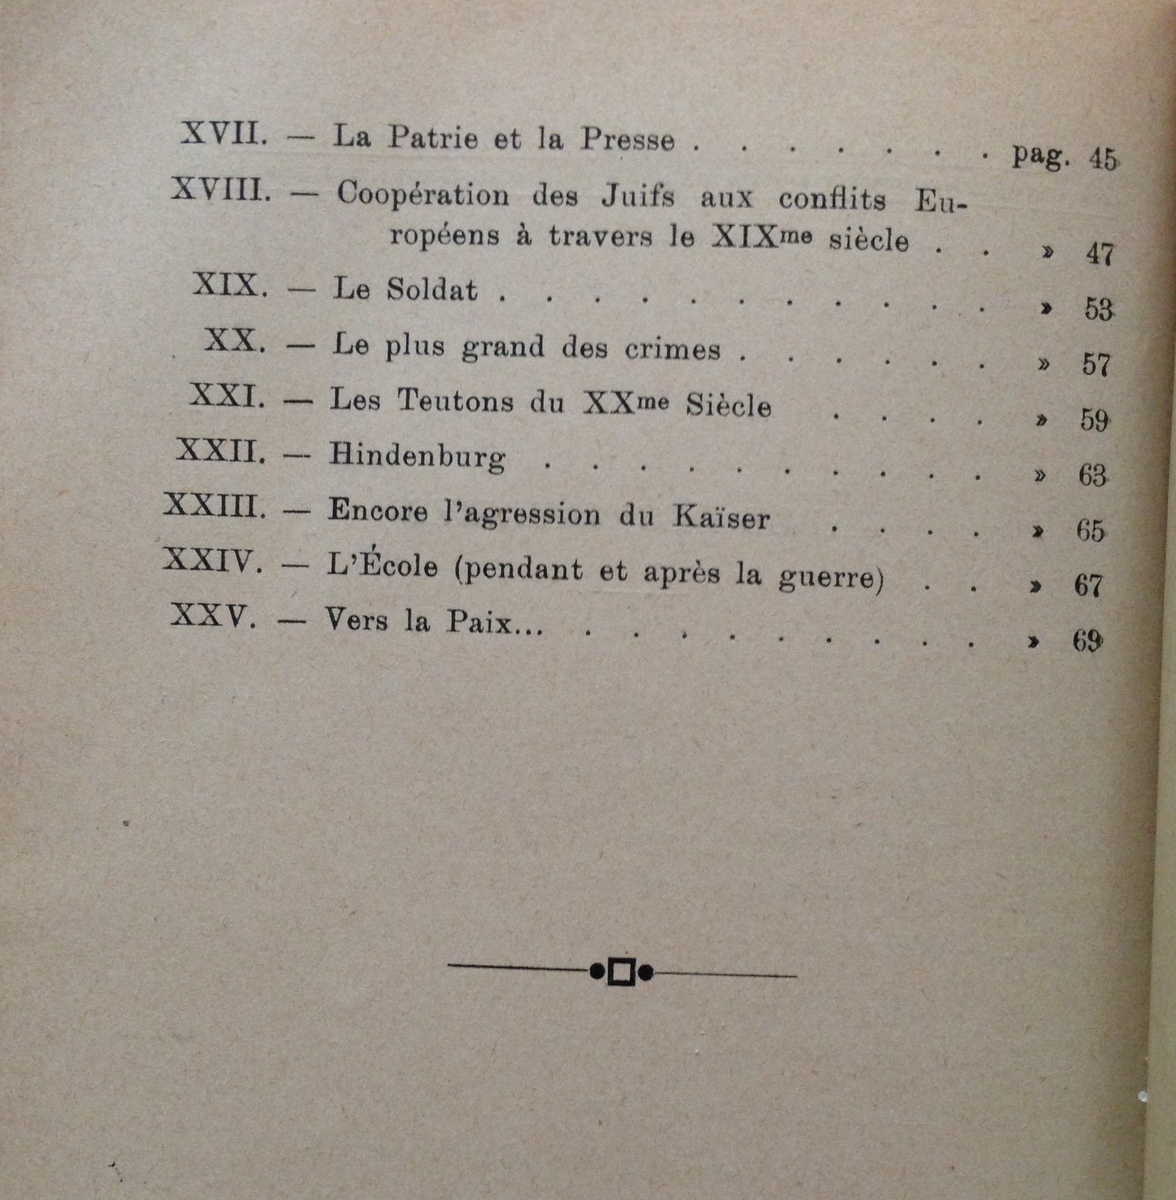 XVII. — La Patrie et la Presse . . . . . . . pag. 45
XVIII. — Coopération des Juifs aux conflits Eu-
ropéens à travers le XIXme siècle . . » 47
XIX. — Le Soldat . . . . . . . . . . . » 53
XX. — Le plus grand des crimes . . . . . . » 57
XXI. — Les Teutons du XXme Siècle . . . . » 59
XXII. — Hindenburg . . . . . . . . . . » 63
XXIII. — Encore l'agression du Kaïser . . . . » 65
XXIV. — L'École (pendant et après la guerre) . . » 67
XXV. — Vers la Paix... . . . . . . . . . » 69